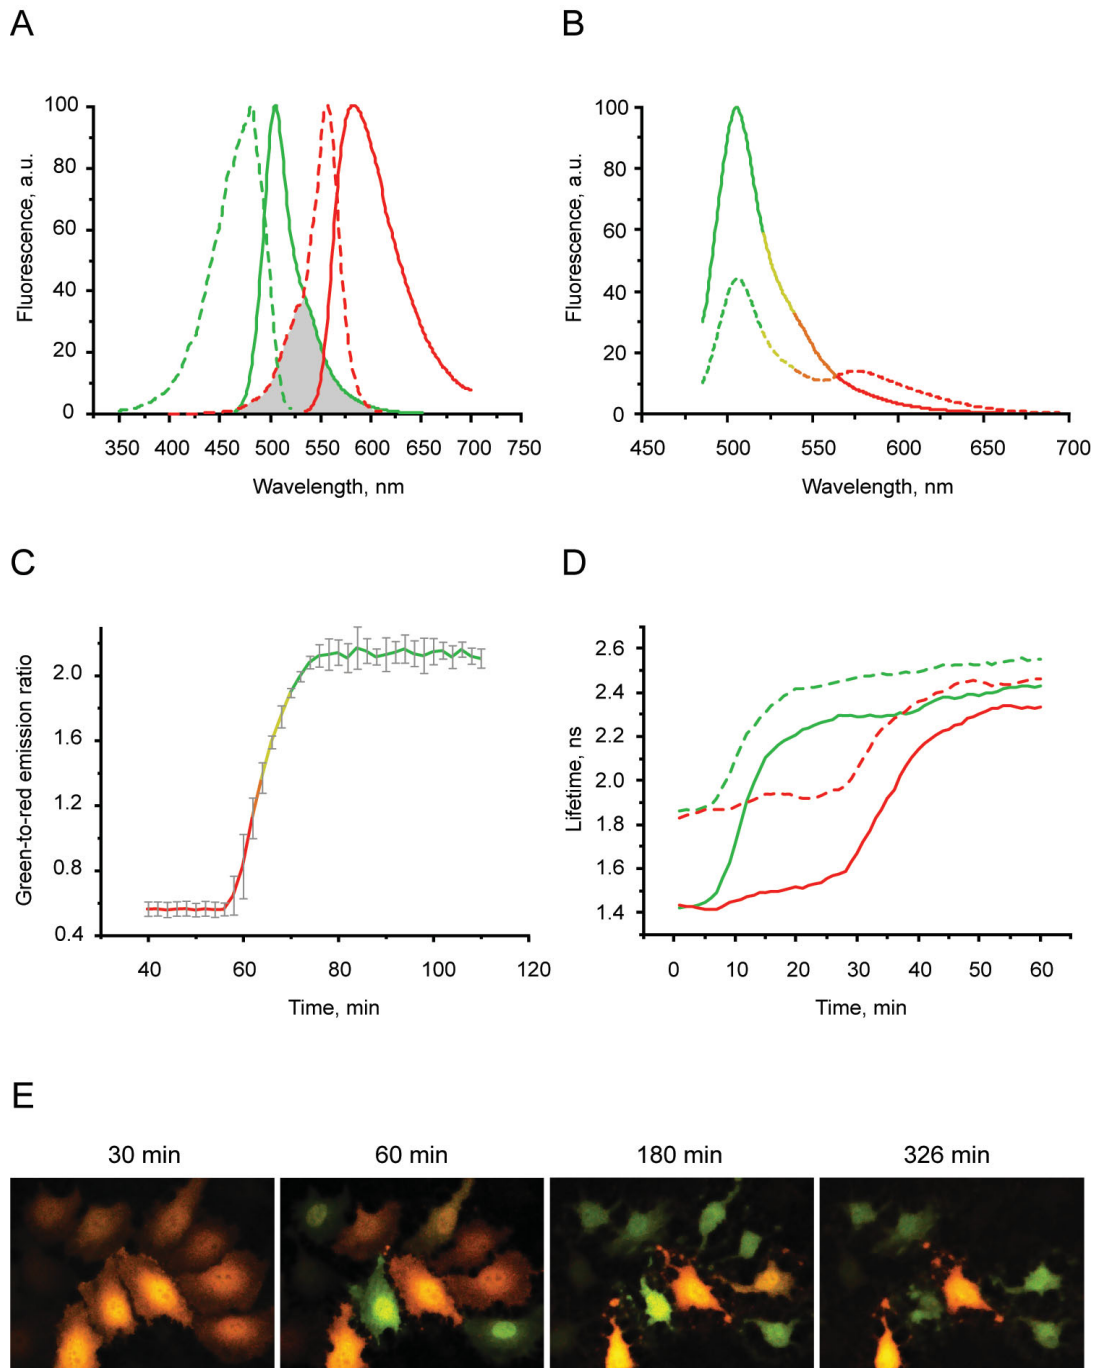 A
B
100
80
60
40
20
0
Fluorescence, a.u.
350 400 450 500 550 600 650 700 750
Wavelength, nm
100
80
60
40
20
0
Fluorescence, a.u.
450 500 550 600 650 700
Wavelength, nm
C
D
2.0
1.6
1.2
0.8
0.4
Green-to-red emission ratio
40 60 80 100 120
Time, min
2.6
2.4
2.2
2.0
1.8
1.6
1.4
Lifetime, ns
0 10 20 30 40 50 60
Time, min
E
30 min 60 min 180 min 326 min